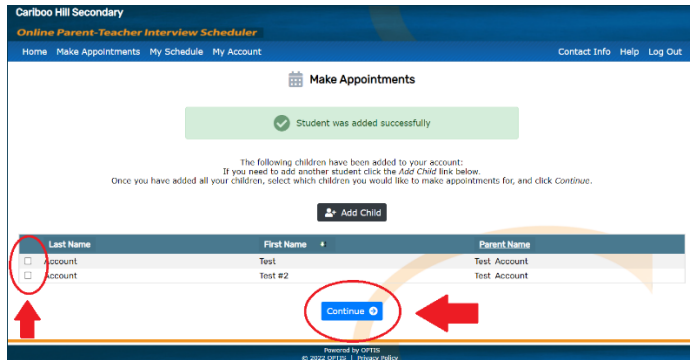 Cariboo Hill Secondary
Online Parent-Teacher Interview Scheduler
Home Make Appointments My Schedule My Account Contact Info Help Log Out
Make Appointments
Student was added successfully
The following children have been added to your account:
If you need to add another student click the Add Child link below.
Once you have added all your children, select which children you would like to make appointments for, and click Continue.
Add Child
Last Name First Name Parent Name
Account Test Test Account
Account Test #2 Test Account
Continue
Powered by OPTIS
© 2022 OPTIS | Privacy Policy